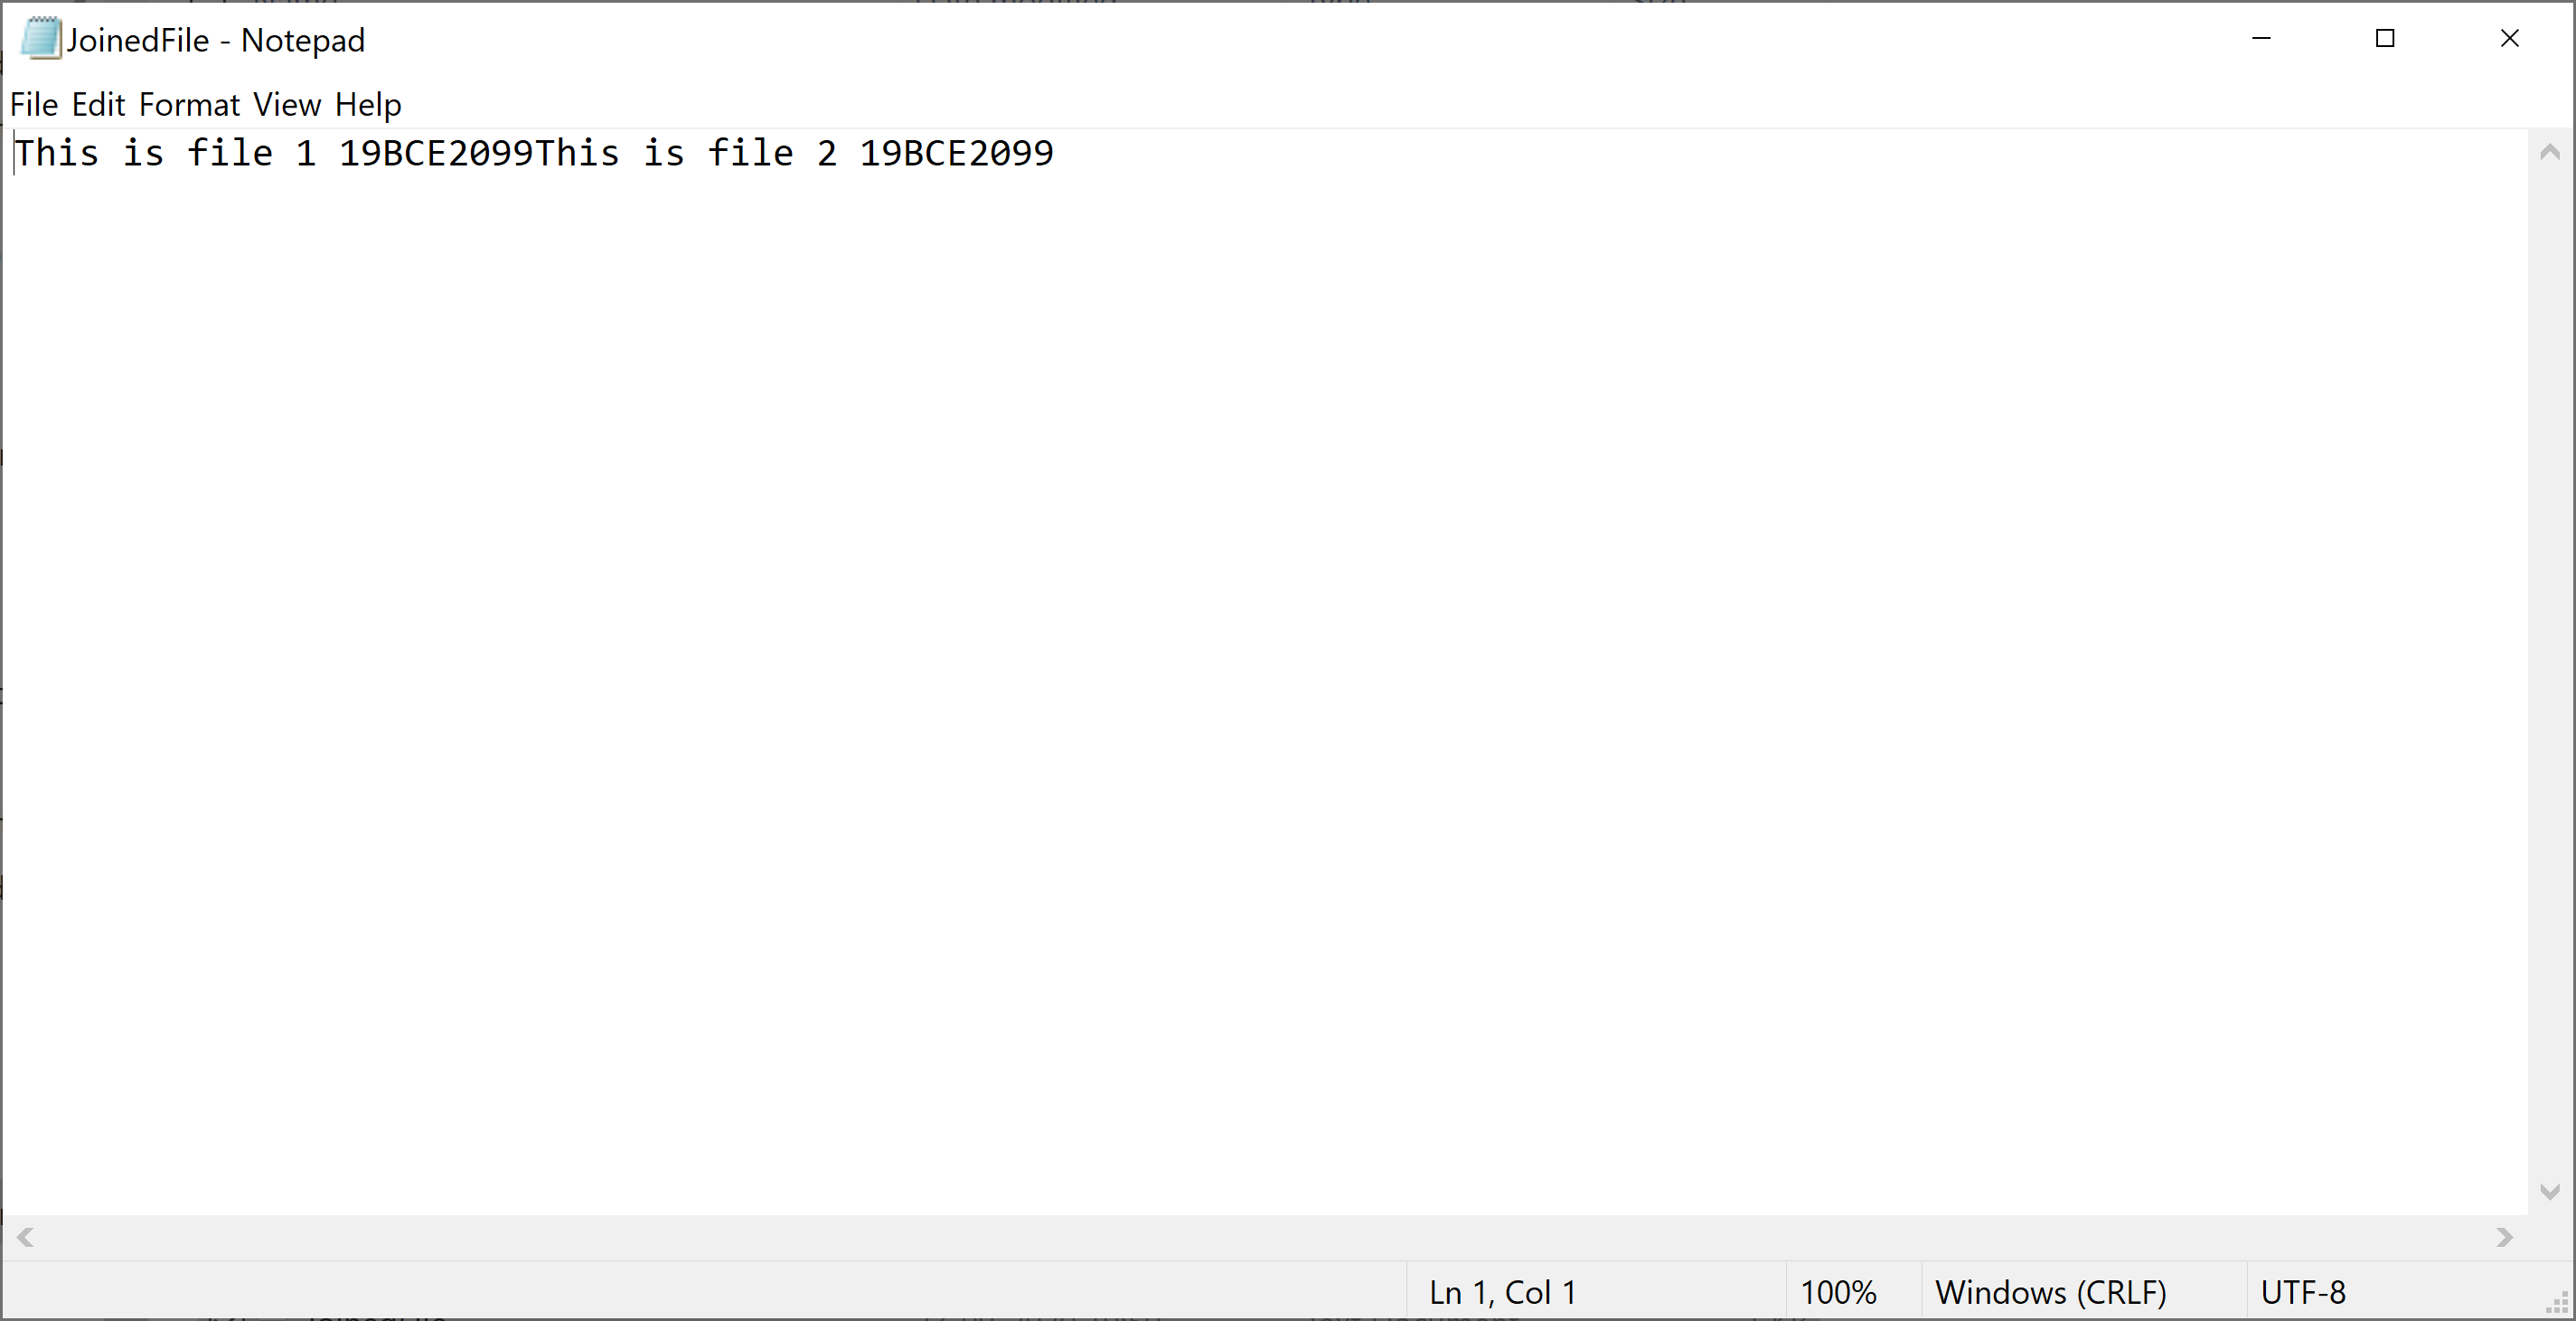 JoinedFile - Notepad
File Edit Format View Help
This is file 1 19BCE2099This is file 2 19BCE2099
Ln 1, Col 1 100% Windows (CRLF) UTF-8